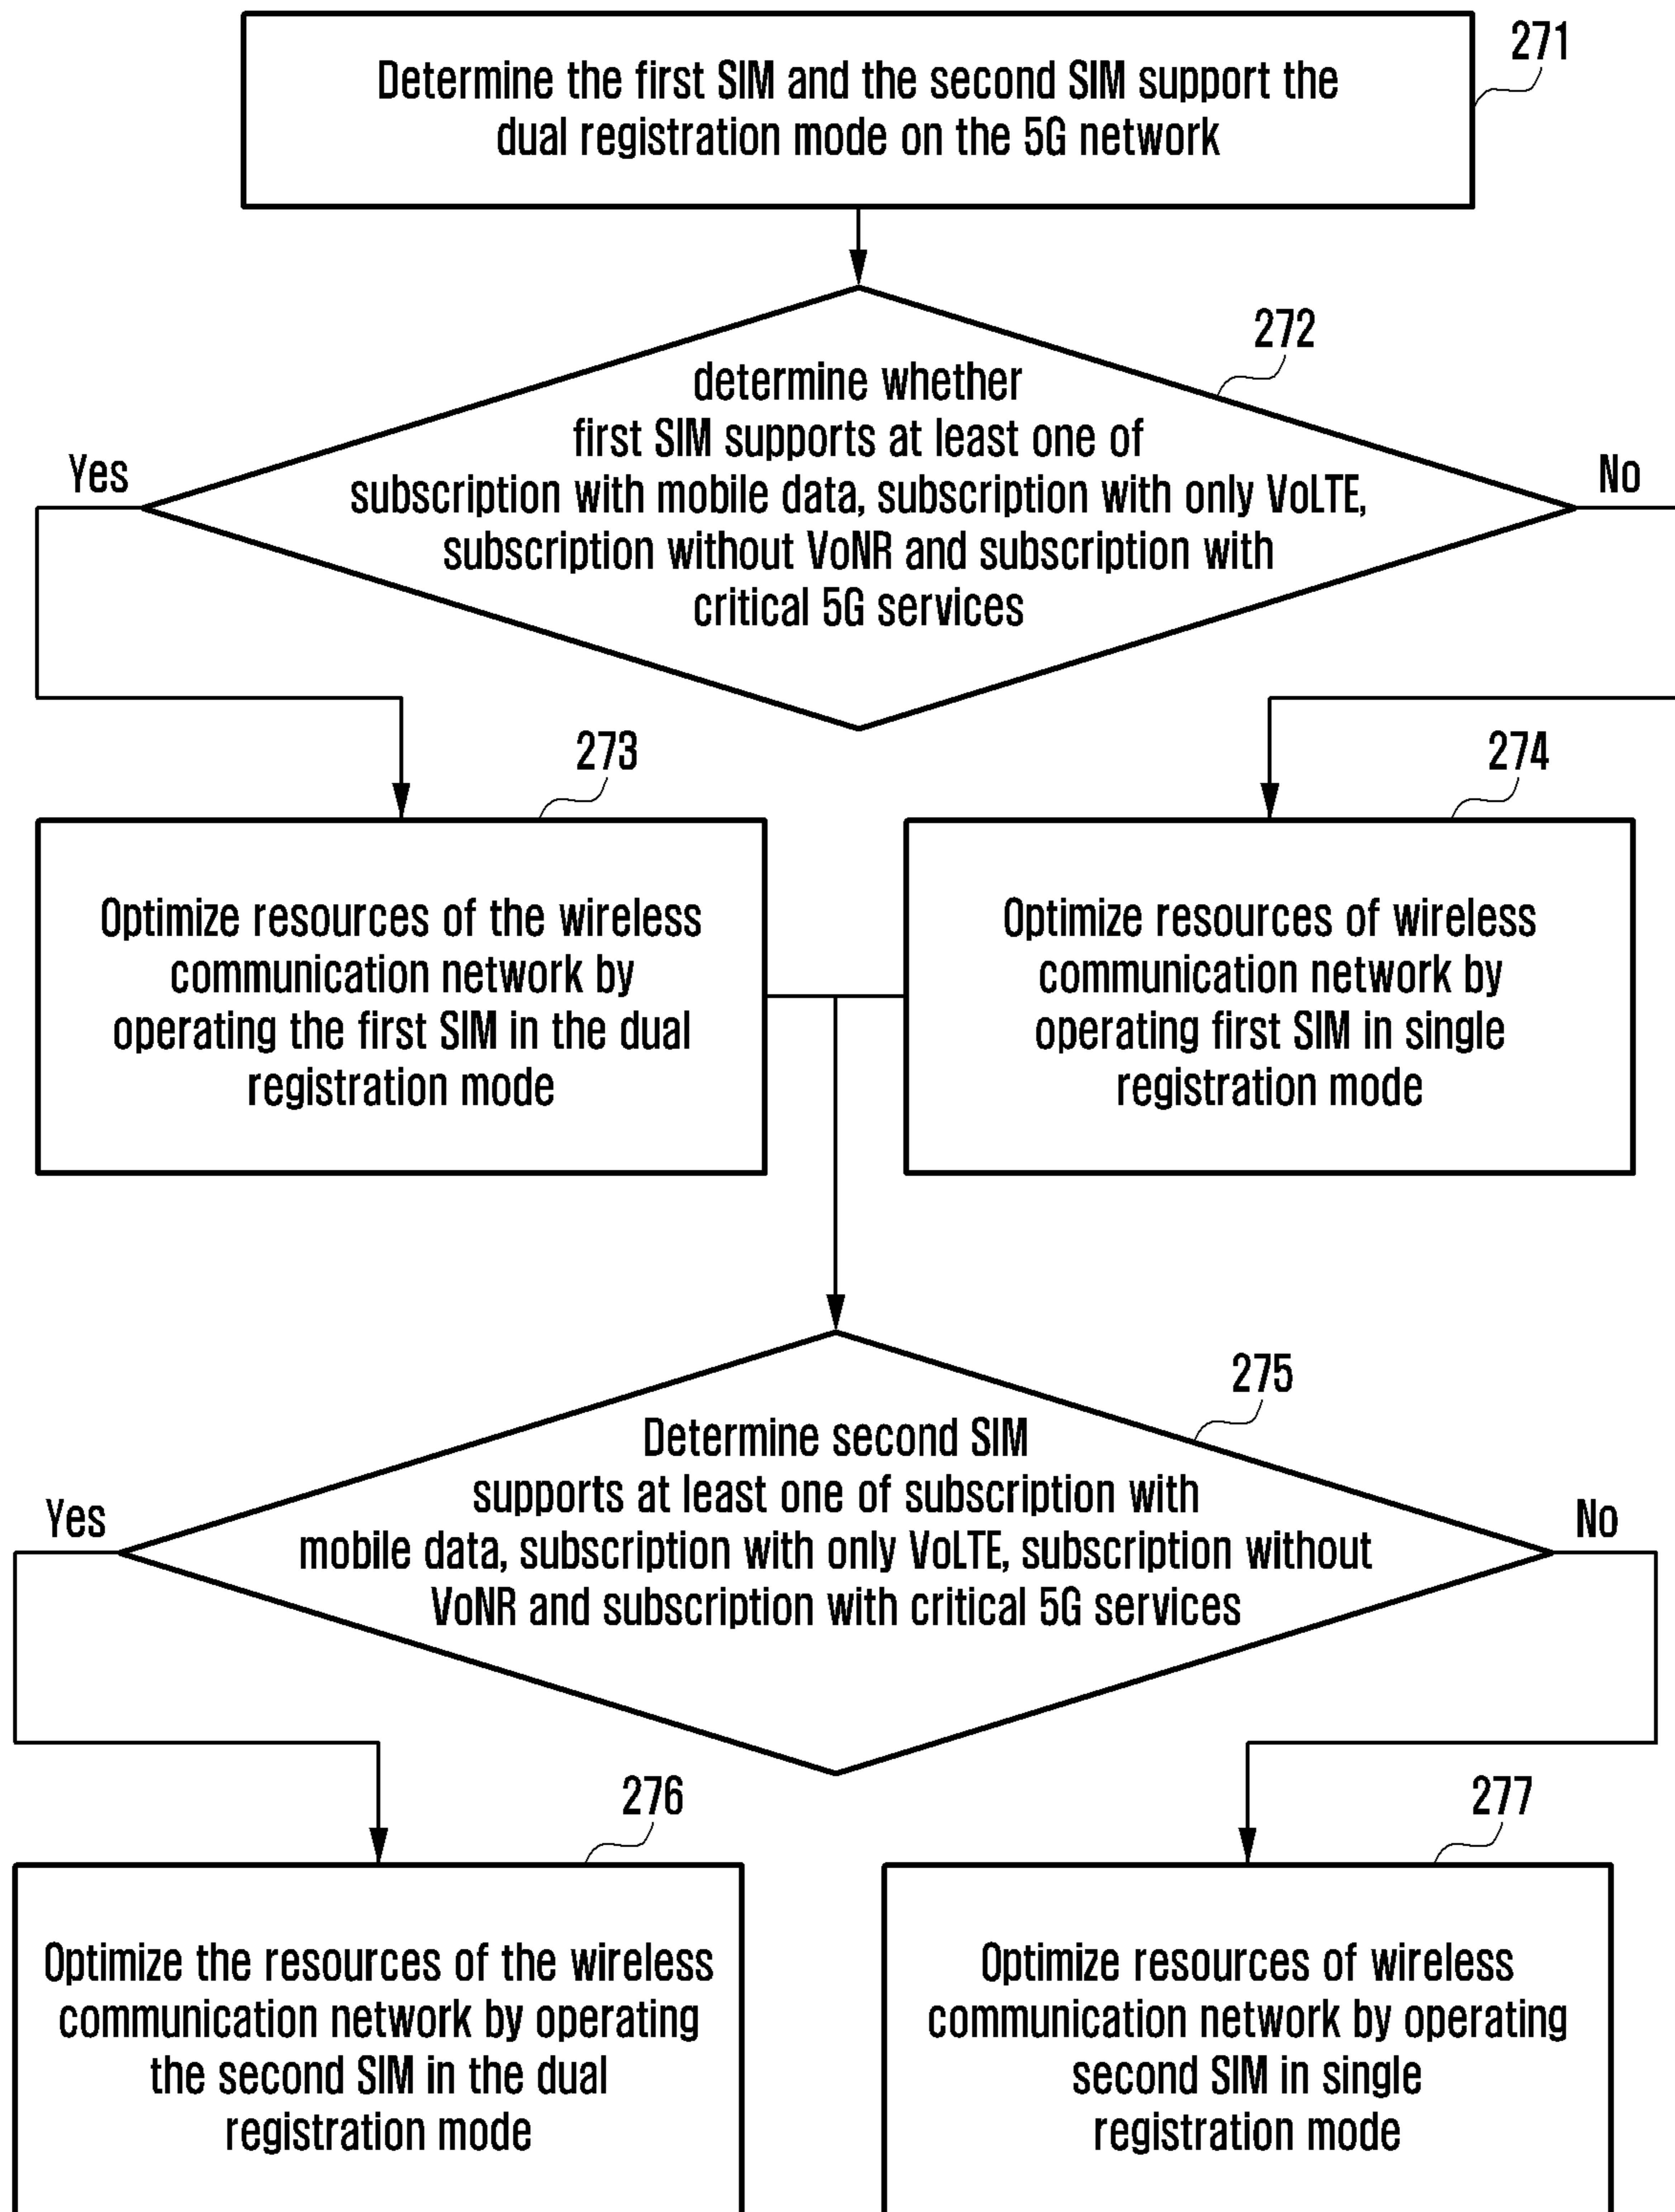 271
Determine the first SIM and the second SIM support the
dual registration mode on the 5G network
272
determine whether
first SIM supports at least one of
subscription with mobile data, subscription with only VoLTE,
subscription without VoNR and subscription with
critical 5G services
Yes
No
273
274
Optimize resources of the wireless
communication network by
operating the first SIM in the dual
registration mode
Optimize resources of wireless
communication network by
operating first SIM in single
registration mode
275
Determine second SIM
supports at least one of subscription with
mobile data, subscription with only VoLTE, subscription without
VoNR and subscription with critical 5G services
Yes
No
276
277
Optimize the resources of the wireless
communication network by operating
the second SIM in the dual
registration mode
Optimize resources of wireless
communication network by operating
second SIM in single
registration mode